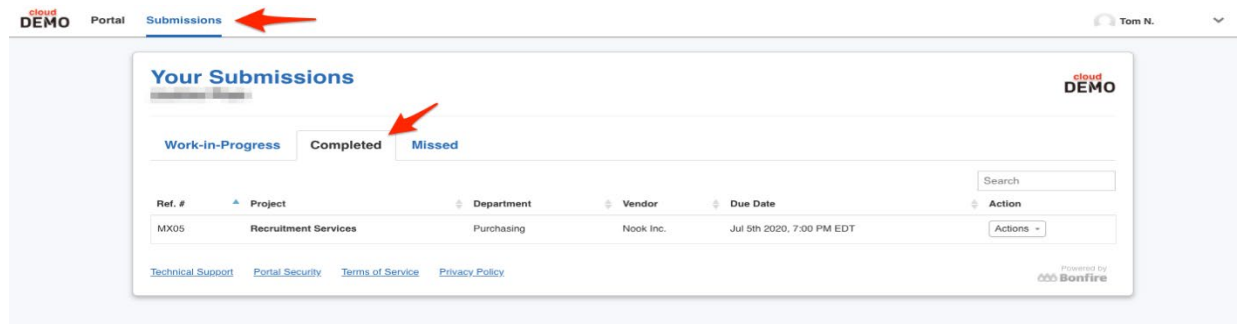 cloud
DEMO Portal Submissions Tom N.
Your Submissions
cloud
DEMO
Work-in-Progress Completed Missed
Search
Ref. # Project Department Vendor Due Date Action
MX05 Recruitment Services Purchasing Nook Inc. Jul 5th 2020, 7:00 PM EDT Actions
Technical Support Portal Security Terms of Service Privacy Policy
Powered by
Bonfire